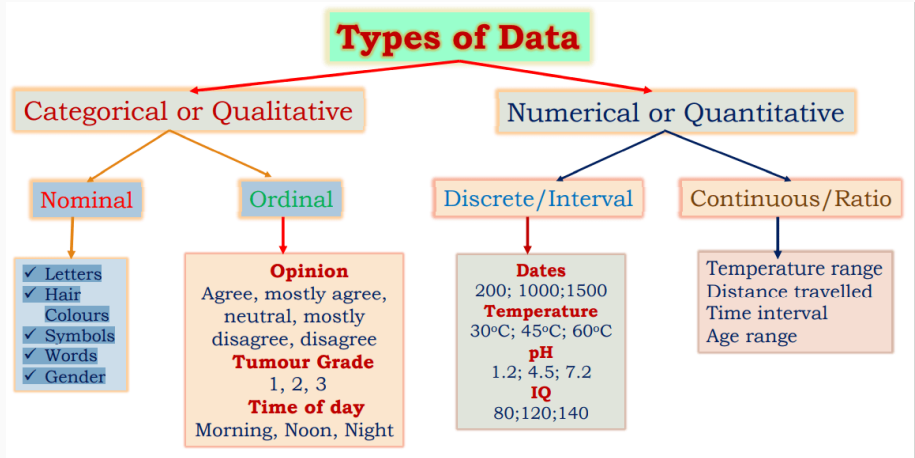 Types of Data
Categorical or Qualitative
Numerical or Quantitative
Nominal
Ordinal
Discrete/Interval
Continuous/Ratio
✓ Letters
✓ Hair
Colours
✓ Symbols
✓ Words
✓ Gender
Opinion
Agree, mostly agree,
neutral, mostly
disagree, disagree
Tumour Grade
1, 2, 3
Time of day
Morning, Noon, Night
Dates
200; 1000;1500
Temperature
30°C; 45°C; 60°C
pH
1.2; 4.5; 7.2
IQ
80;120;140
Temperature range
Distance travelled
Time interval
Age range